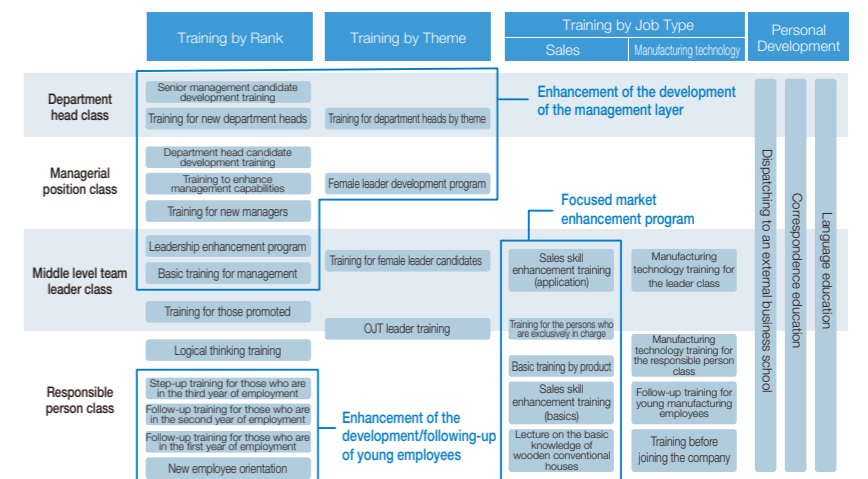 Training by Rank
Training by Theme
Training by Job Type
Sales
Manufacturing technology
Personal
Development
Department
head class
Senior management candidate
development training
Training for new department heads
Training for department heads by theme
Enhancement of the development
of the management layer
Managerial
position class
Department head candidate
development training
Training to enhance
management capabilities
Training for new managers
Female leader development program
Focused market
enhancement program
Middle level team
leader class
Leadership enhancement program
Basic training for management
Training for those promoted
Training for female leader candidates
OJT leader training
Sales skill
enhancement training
(application)
Manufacturing
technology training for
the leader class
Training for the persons who
are exclusively in charge
Responsible
person class
Logical thinking training
Step-up training for those who are
in the third year of employment
Follow-up training for those who are
in the second year of employment
Follow-up training for those who are
in the first year of employment
New employee orientation
Enhancement of the
development/following-up
of young employees
Basic training by product
Sales skill
enhancement training
(basics)
Lecture on the basic
knowledge of
wooden conventional
houses
Manufacturing
technology training for
the responsible person
class
Follow-up training for
young manufacturing
employees
Training before
joining the company
Dispatching to an external business school
Correspondence education
Language education